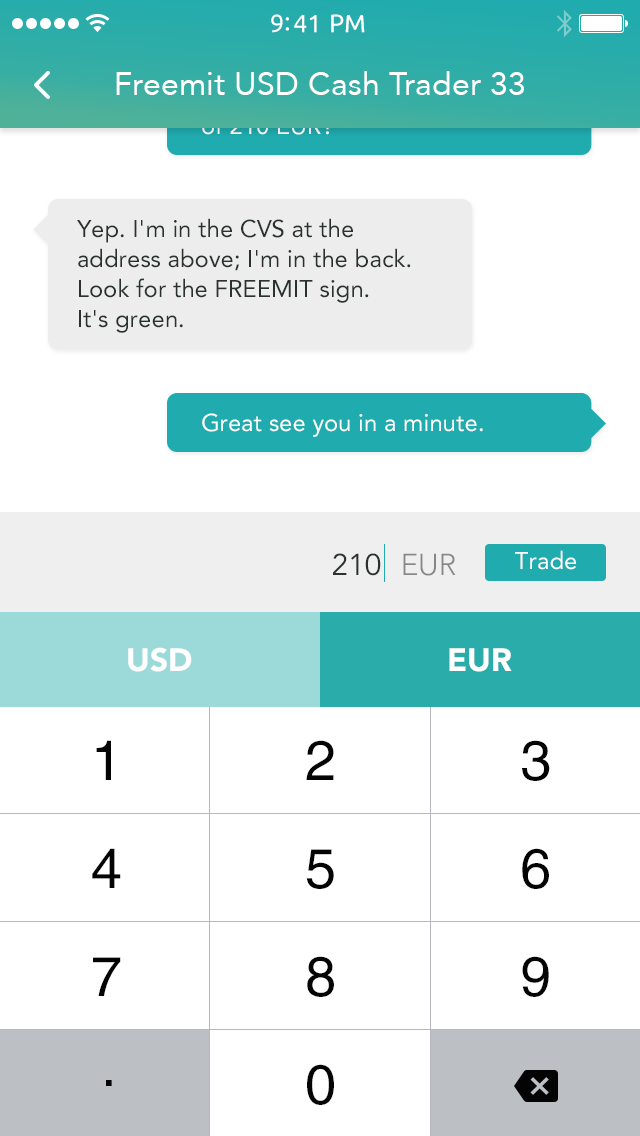 9:41 PM
Freemit USD Cash Trader 33
of 210 EUR?
Yep. I'm in the CVS at the
address above; I'm in the back.
Look for the FREEMIT sign.
It's green.
Great see you in a minute.
210 EUR Trade
USD EUR
1 2 3
4 5 6
7 8 9
. 0